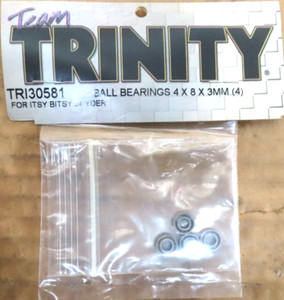 Team
TRINITY
TRI30581 BALL BEARINGS 4 X 8 X 3MM (4)
FOR ITSY BITSY